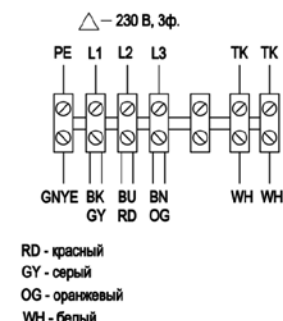 △ – 230 В, 3ф.
PE L1 L2 L3 TK TK
GNYE BK BU BN WH WH
GY RD OG
RD - красный
GY - серый
OG - оранжевый
WH - белый